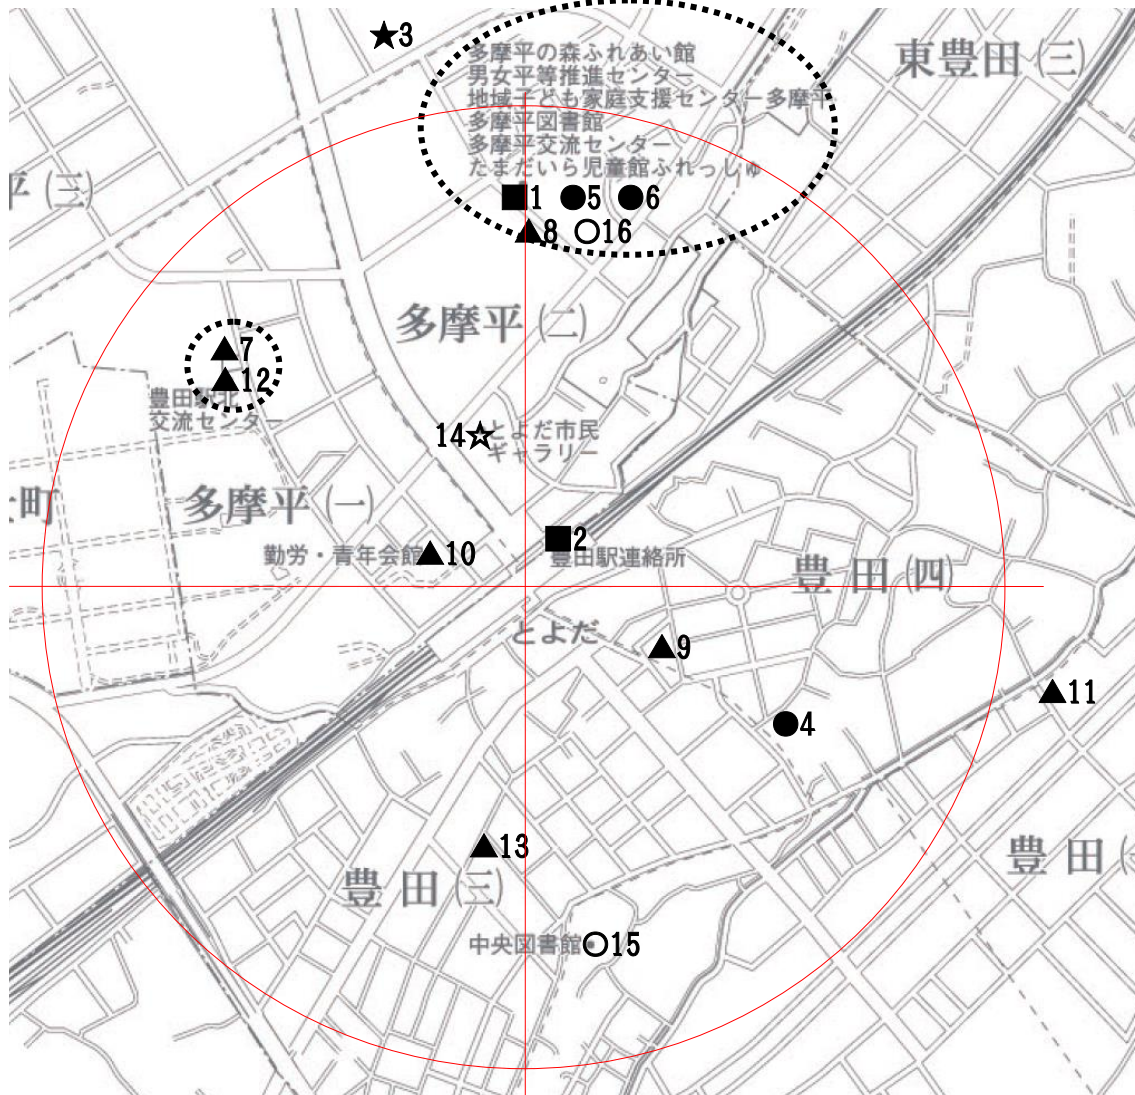 ★3
多摩平の森ふれあい館
男女平等推進センター
地域子ども家庭支援センター多摩平
多摩平図書館
多摩平交流センター
たまだいら児童館ふれっしゅ
東豊田 ㈢
平 ㈢
■1 ●5 ●6
▲8 ○16
多摩平 ㈡
▲7
▲12
豊田駅北
交流センター
14☆
とよだ市民
ギャラリー
町
多摩平 ㈠
■2
豊田駅連絡所
勤労・青年会館
▲10
豊田 ㈣
とよだ
▲9
▲11
●4
▲13
豊田 ㈢
豊田
中央図書館
○15